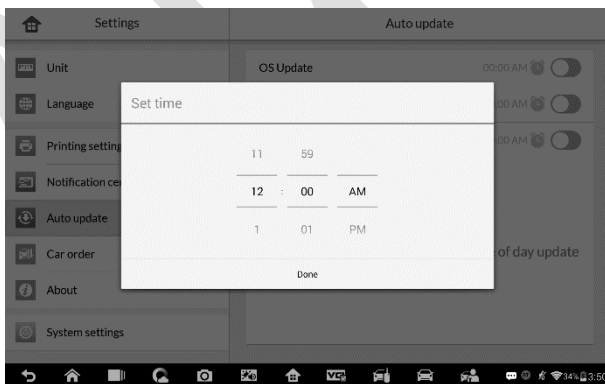 Settings
Auto update
Unit
OS Update
00:00 AM
Language
Set time
:00 AM
Printing setting
:00 AM
11 59
Notification ce
12 : 00 AM
Auto update
1 01 PM
Car order
of day update
Done
About
System settings
34% 3:50